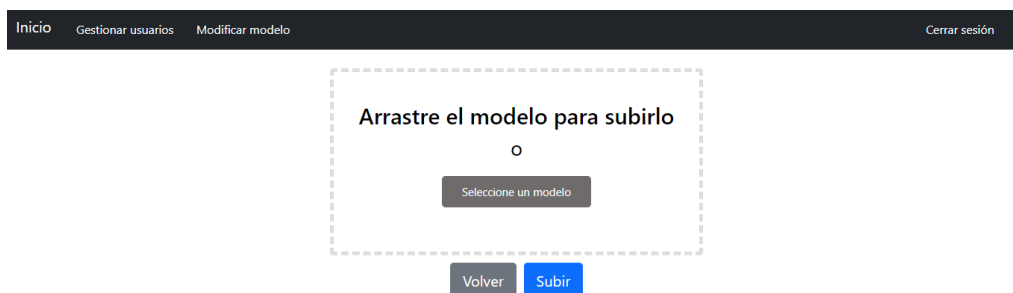 Inicio Gestionar usuarios Modificar modelo Cerrar sesión
Arrastre el modelo para subirlo
o
Seleccione un modelo
Volver Subir